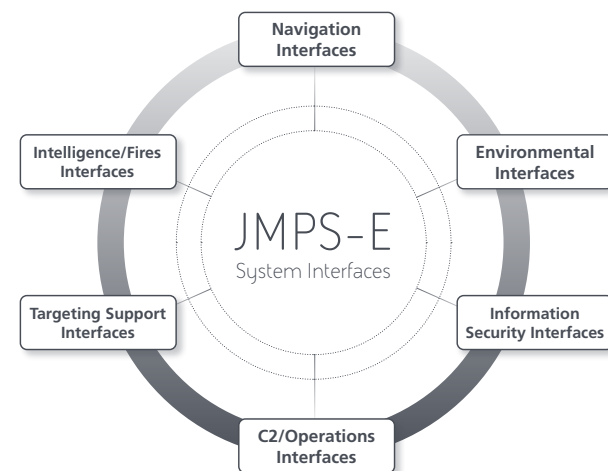 Navigation
Interfaces
Intelligence/Fires
Interfaces
Environmental
Interfaces
JMPS-E
System Interfaces
Targeting Support
Interfaces
Information
Security Interfaces
C2/Operations
Interfaces